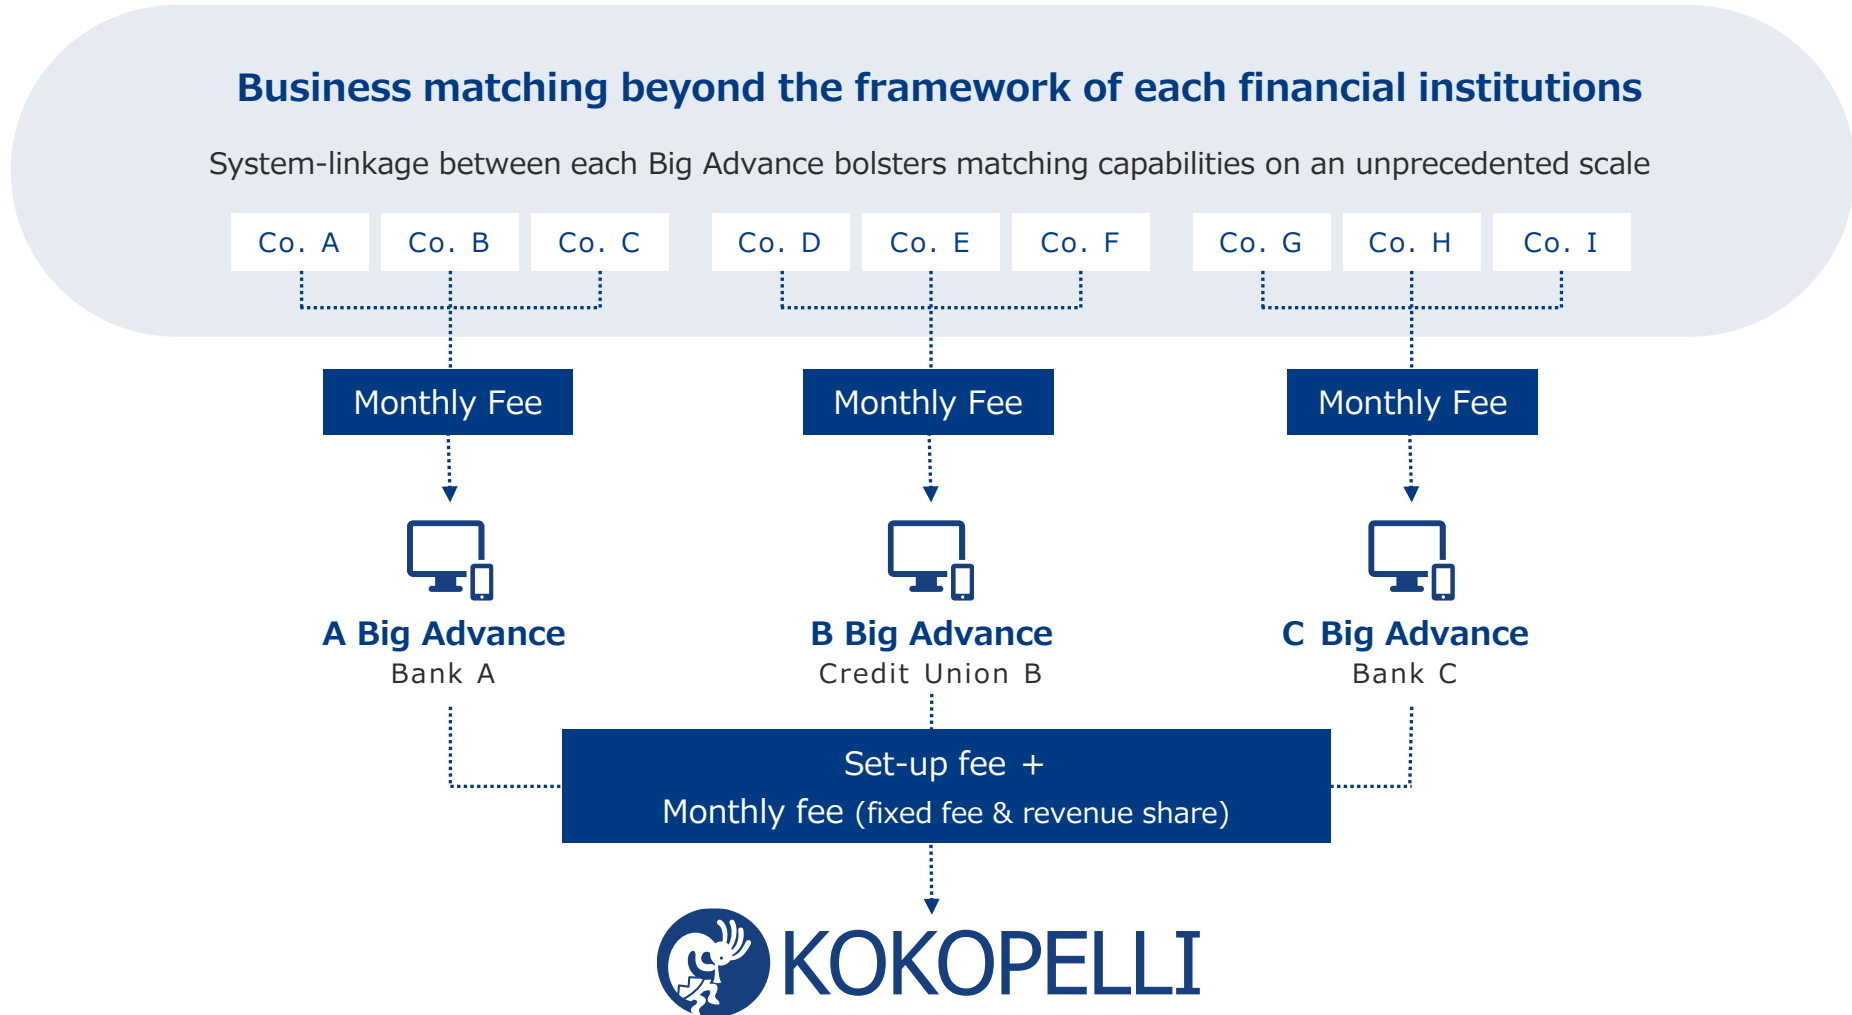 Business matching beyond the framework of each financial institutions
System-linkage between each Big Advance bolsters matching capabilities on an unprecedented scale
Co. A Co. B Co. C Co. D Co. E Co. F Co. G Co. H Co. I
Monthly Fee Monthly Fee Monthly Fee
A Big Advance B Big Advance C Big Advance
Bank A Credit Union B Bank C
Set-up fee +
Monthly fee (fixed fee & revenue share)
KOKOPELLI